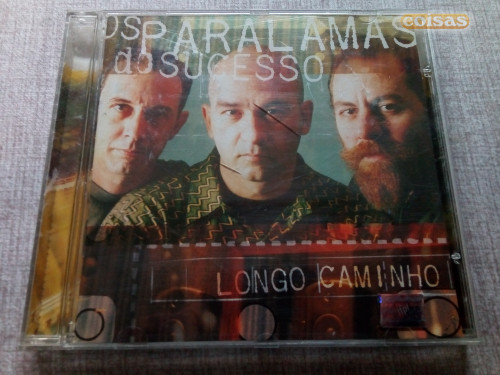 OS PARALAMAS
do SUCESSO
LONGO CAMINHO
coisas